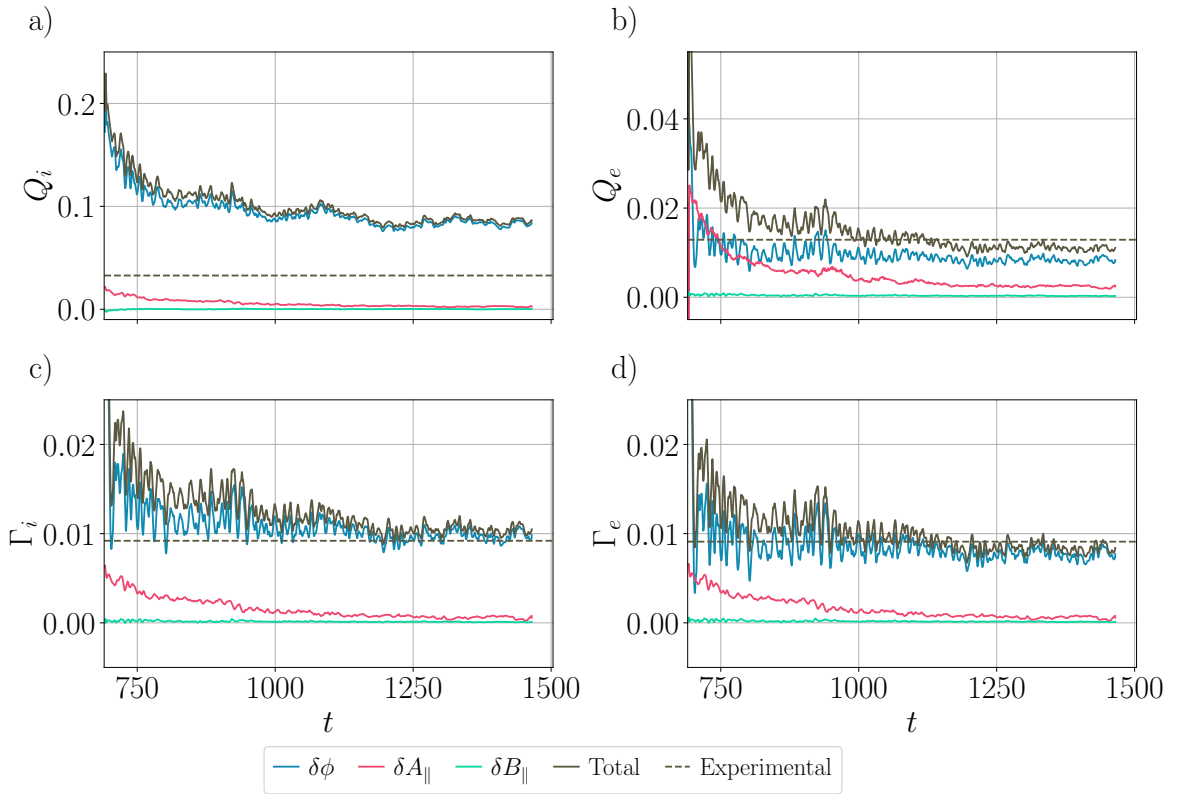 a)
b)
0.2
0.1
0.0
Q_i
0.04
0.02
0.00
Q_e
c)
d)
0.02
0.01
0.00
Γ_i
750
1000
1250
1500
t
0.02
0.01
0.00
Γ_e
750
1000
1250
1500
t
δϕ
δA_∥
δB_∥
Total
Experimental